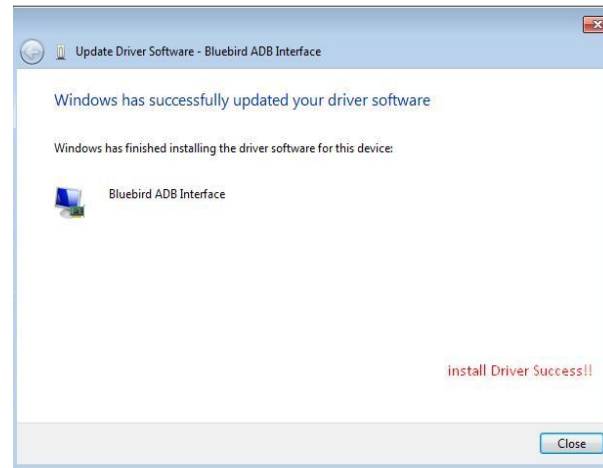 Update Driver Software - Bluebird ADB Interface
Windows has successfully updated your driver software
Windows has finished installing the driver software for this device:
Bluebird ADB Interface
install Driver Success!!
Close